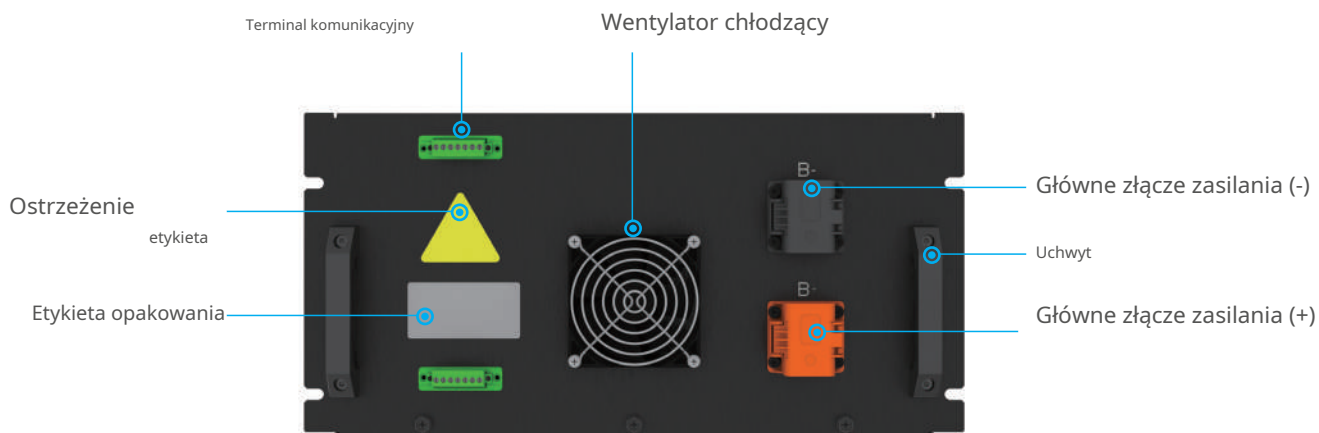 Terminal komunikacyjny
Wentylator chłodzący
B-
Główne złącze zasilania (-)
Ostrzeżenie
etykieta
Uchwyt
B-
Etykieta opakowania
Główne złącze zasilania (+)